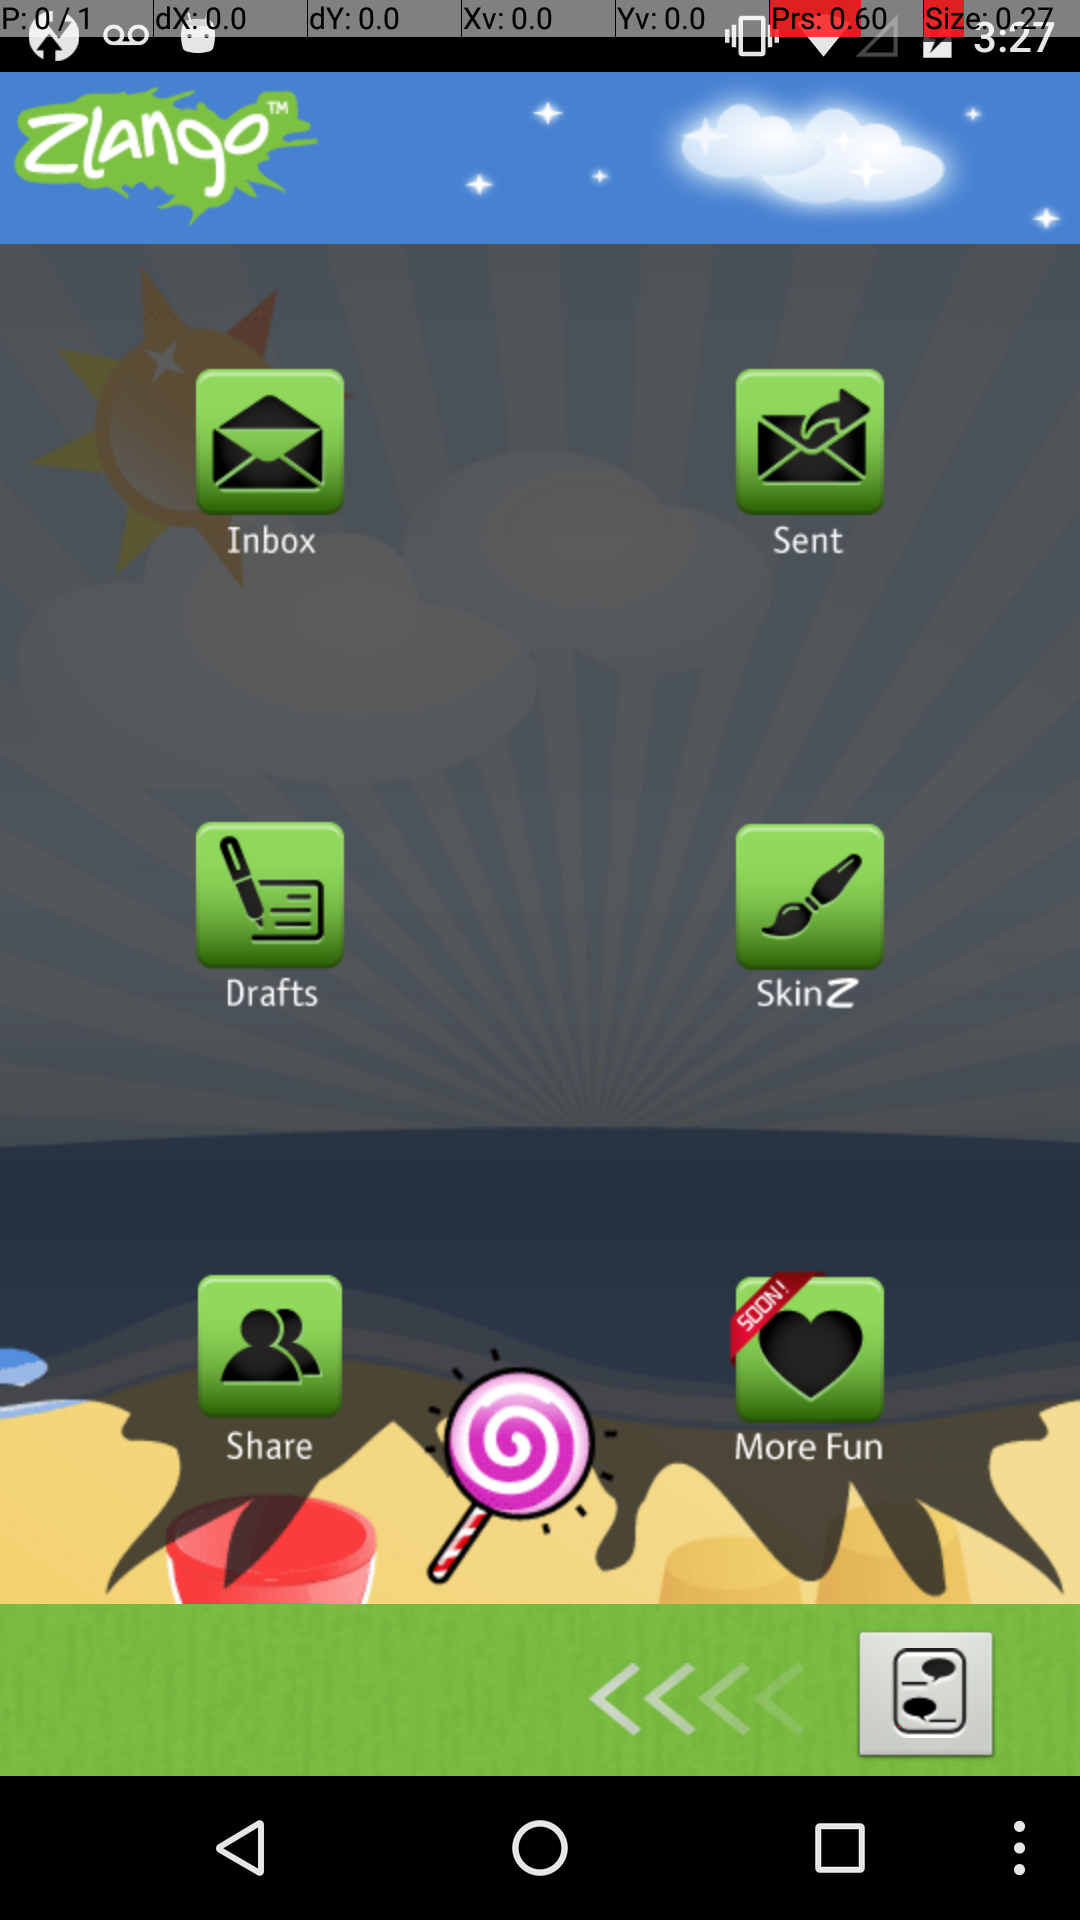 P: 0 / 1 dX: 0.0 dY: 0.0 Xv: 0.0 Yv: 0.0 Prs: 0.60 Size: 0.27
3:27
Zlango™
Inbox Sent
Drafts SkinZ
SOON!
Share More Fun